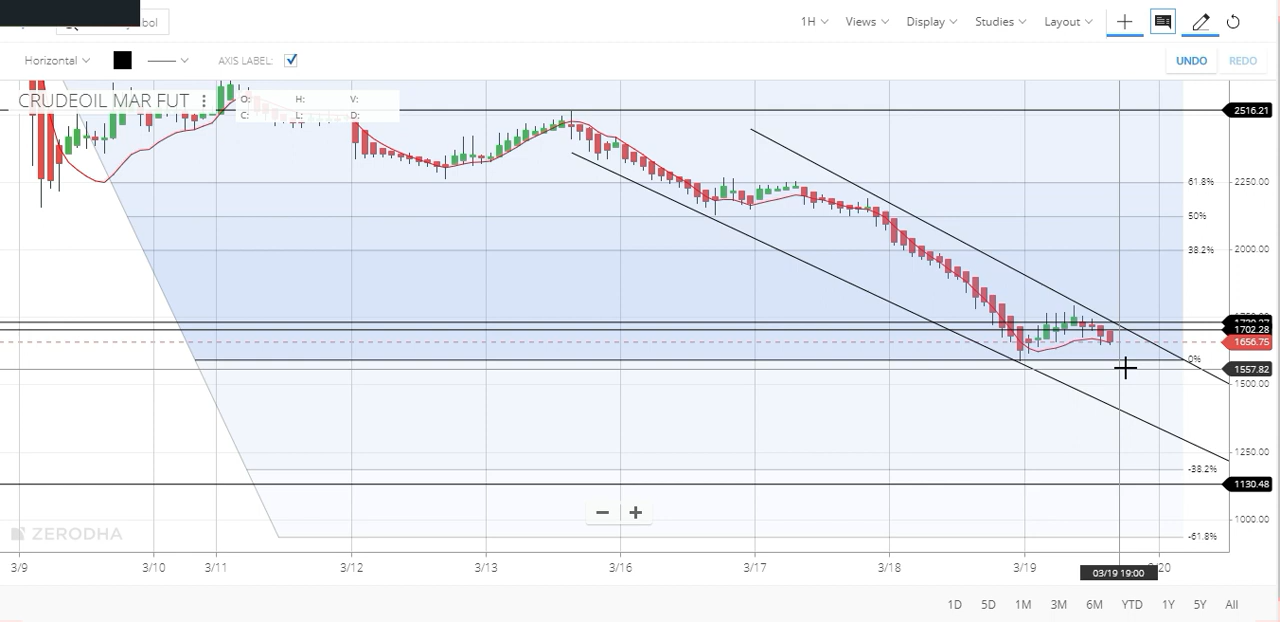 bol 1H Views Display Studies Layout
Horizontal AXIS LABEL: UNDO REDO
CRUDEOIL MAR FUT O: H: V:
C: L: D:
2516.21
61.8% 2250.00
50%
38.2% 2000.00
1702.28
1656.75
0%
1557.82
1500.00
1250.00
-38.2%
1130.48
1000.00
ZERODHA
-61.8%
3/9 3/10 3/11 3/12 3/13 3/16 3/17 3/18 3/19
03/19 19:00
1D 5D 1M 3M 6M YTD 1Y 5Y All